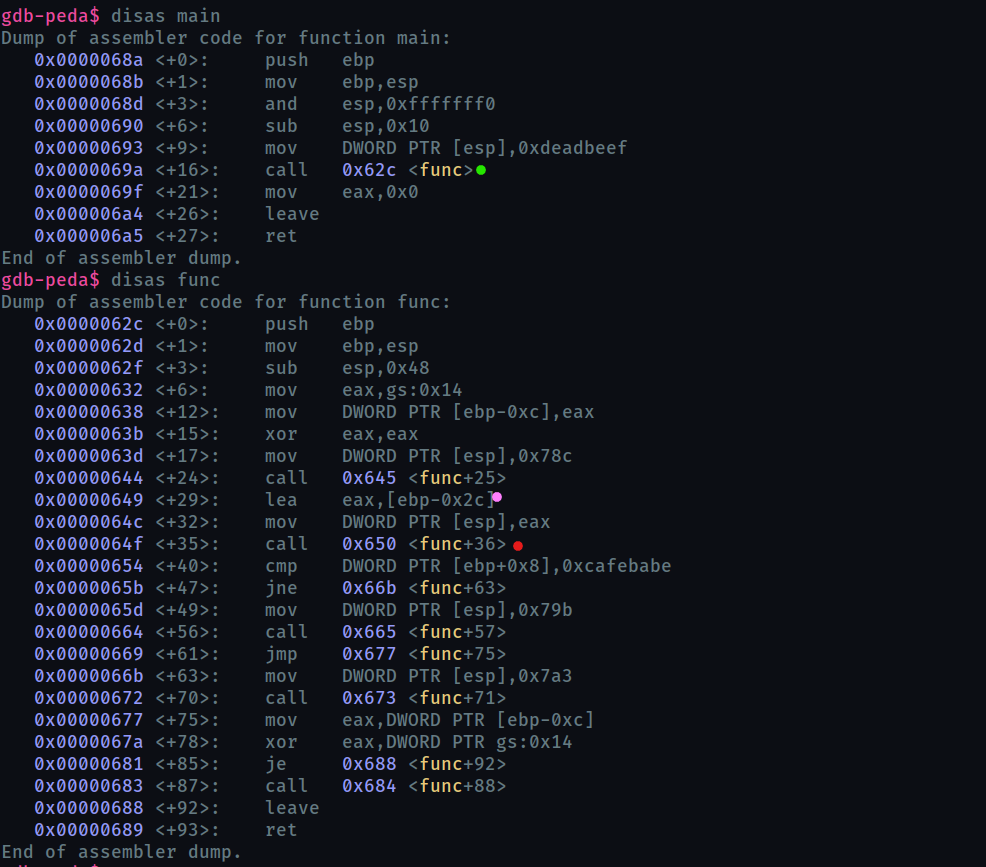 gdb-peda$ disas main
Dump of assembler code for function main:
   0x0000068a <+0>:     push   ebp
   0x0000068b <+1>:     mov    ebp,esp
   0x0000068d <+3>:     and    esp,0xfffffff0
   0x00000690 <+6>:     sub    esp,0x10
   0x00000693 <+9>:     mov    DWORD PTR [esp],0xdeadbeef
   0x0000069a <+16>:    call   0x62c <func>
   0x0000069f <+21>:    mov    eax,0x0
   0x000006a4 <+26>:    leave
   0x000006a5 <+27>:    ret
End of assembler dump.
gdb-peda$ disas func
Dump of assembler code for function func:
   0x0000062c <+0>:     push   ebp
   0x0000062d <+1>:     mov    ebp,esp
   0x0000062f <+3>:     sub    esp,0x48
   0x00000632 <+6>:     mov    eax,gs:0x14
   0x00000638 <+12>:    mov    DWORD PTR [ebp-0xc],eax
   0x0000063b <+15>:    xor    eax,eax
   0x0000063d <+17>:    mov    DWORD PTR [esp],0x78c
   0x00000644 <+24>:    call   0x645 <func+25>
   0x00000649 <+29>:    lea    eax,[ebp-0x2c]
   0x0000064c <+32>:    mov    DWORD PTR [esp],eax
   0x0000064f <+35>:    call   0x650 <func+36>
   0x00000654 <+40>:    cmp    DWORD PTR [ebp+0x8],0xcafebabe
   0x0000065b <+47>:    jne    0x66b <func+63>
   0x0000065d <+49>:    mov    DWORD PTR [esp],0x79b
   0x00000664 <+56>:    call   0x665 <func+57>
   0x00000669 <+61>:    jmp    0x677 <func+75>
   0x0000066b <+63>:    mov    DWORD PTR [esp],0x7a3
   0x00000672 <+70>:    call   0x673 <func+71>
   0x00000677 <+75>:    mov    eax,DWORD PTR [ebp-0xc]
   0x0000067a <+78>:    xor    eax,DWORD PTR gs:0x14
   0x00000681 <+85>:    je     0x688 <func+92>
   0x00000683 <+87>:    call   0x684 <func+88>
   0x00000688 <+92>:    leave
   0x00000689 <+93>:    ret
End of assembler dump.